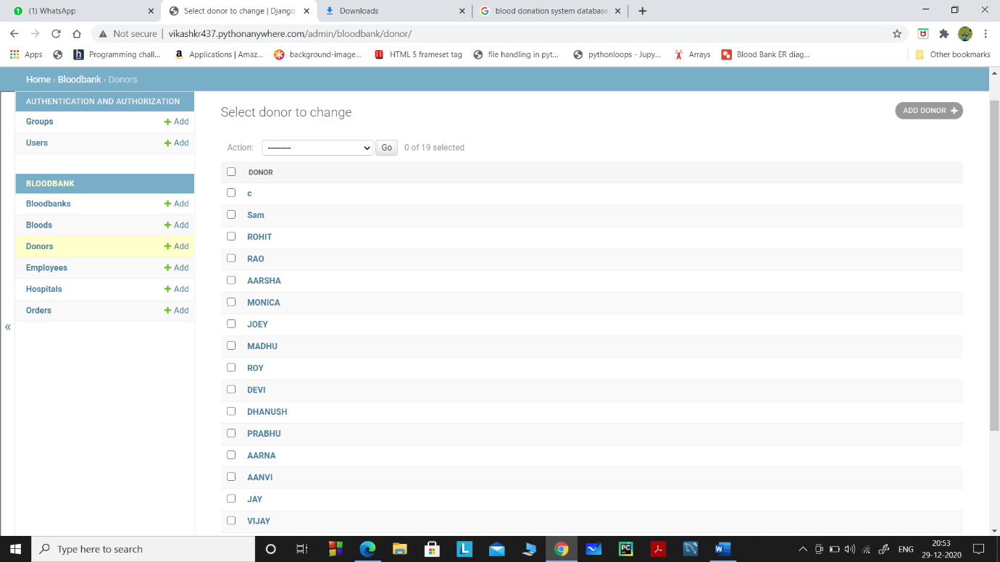 (1) WhatsApp
Select donor to change | Django
Downloads
blood donation system database
Not secure | vikashkr437.pythonanywhere.com/admin/bloodbank/donor/
Apps
Programming chall...
Applications | Amaz...
background-image...
HTML 5 frameset tag
file handling in pyt...
pythonloops - Jupy...
Arrays
Blood Bank ER diag...
Other bookmarks
Home › Bloodbank › Donors
AUTHENTICATION AND AUTHORIZATION
Groups + Add
Users + Add
BLOODBANK
Bloodbanks + Add
Bloods + Add
Donors + Add
Employees + Add
Hospitals + Add
Orders + Add
«
Select donor to change
ADD DONOR +
Action: --------- Go 0 of 19 selected
DONOR
c
Sam
ROHIT
RAO
AARSHA
MONICA
JOEY
MADHU
ROY
DEVI
DHANUSH
PRABHU
AARNA
AANVI
JAY
VIJAY
Type here to search
ENG
20:53
29-12-2020